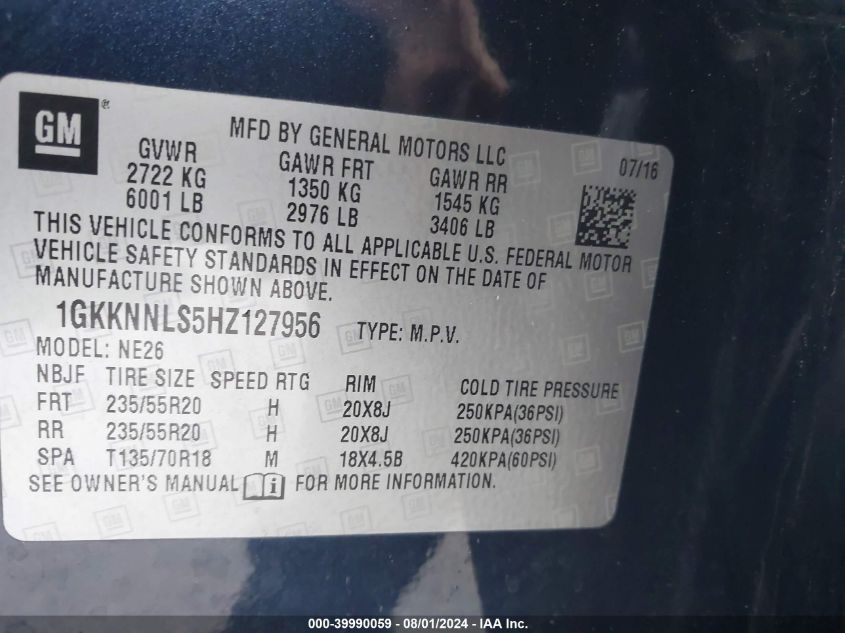 GM®
MFD BY GENERAL MOTORS LLC
07/16
GVWR GAWR FRT GAWR RR
2722 KG 1350 KG 1545 KG
6001 LB 2976 LB 3406 LB
THIS VEHICLE CONFORMS TO ALL APPLICABLE U.S. FEDERAL MOTOR
VEHICLE SAFETY STANDARDS IN EFFECT ON THE DATE OF
MANUFACTURE SHOWN ABOVE.
1GKKNNLS5HZ127956 TYPE: M.P.V.
MODEL: NE26
NBJF TIRE SIZE SPEED RTG RIM COLD TIRE PRESSURE
FRT 235/55R20 H 20X8J 250KPA(36PSI)
RR 235/55R20 H 20X8J 250KPA(36PSI)
SPA T135/70R18 M 18X4.5B 420KPA(60PSI)
SEE OWNER'S MANUAL i FOR MORE INFORMATION.
000-39990059 - 08/01/2024 - IAA Inc.